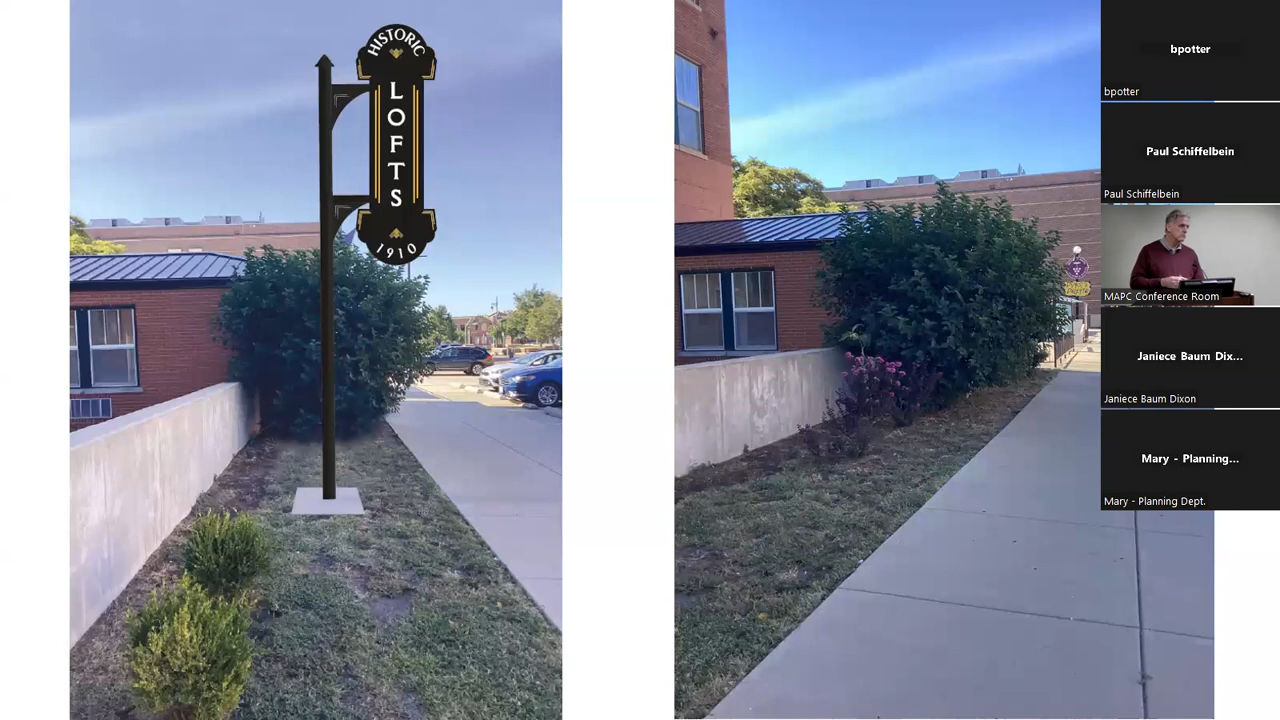 HISTORIC
LOFTS
1910
bpotter
bpotter
Paul Schiffelbein
Paul Schiffelbein
MAPC Conference Room
Janiece Baum Dix...
Janiece Baum Dixon
Mary - Planning...
Mary - Planning Dept.